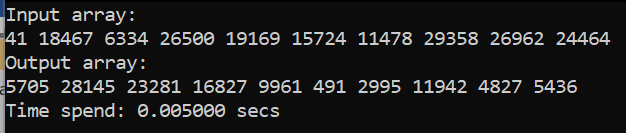 Input array:
41 18467 6334 26500 19169 15724 11478 29358 26962 24464
Output array:
5705 28145 23281 16827 9961 491 2995 11942 4827 5436
Time spend: 0.005000 secs